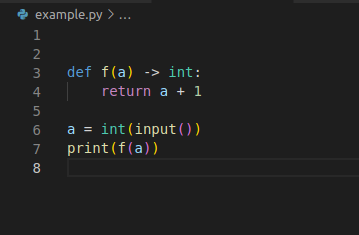 example.py > ...
1
2
3 def f(a) -> int:
4     return a + 1
5
6 a = int(input())
7 print(f(a))
8